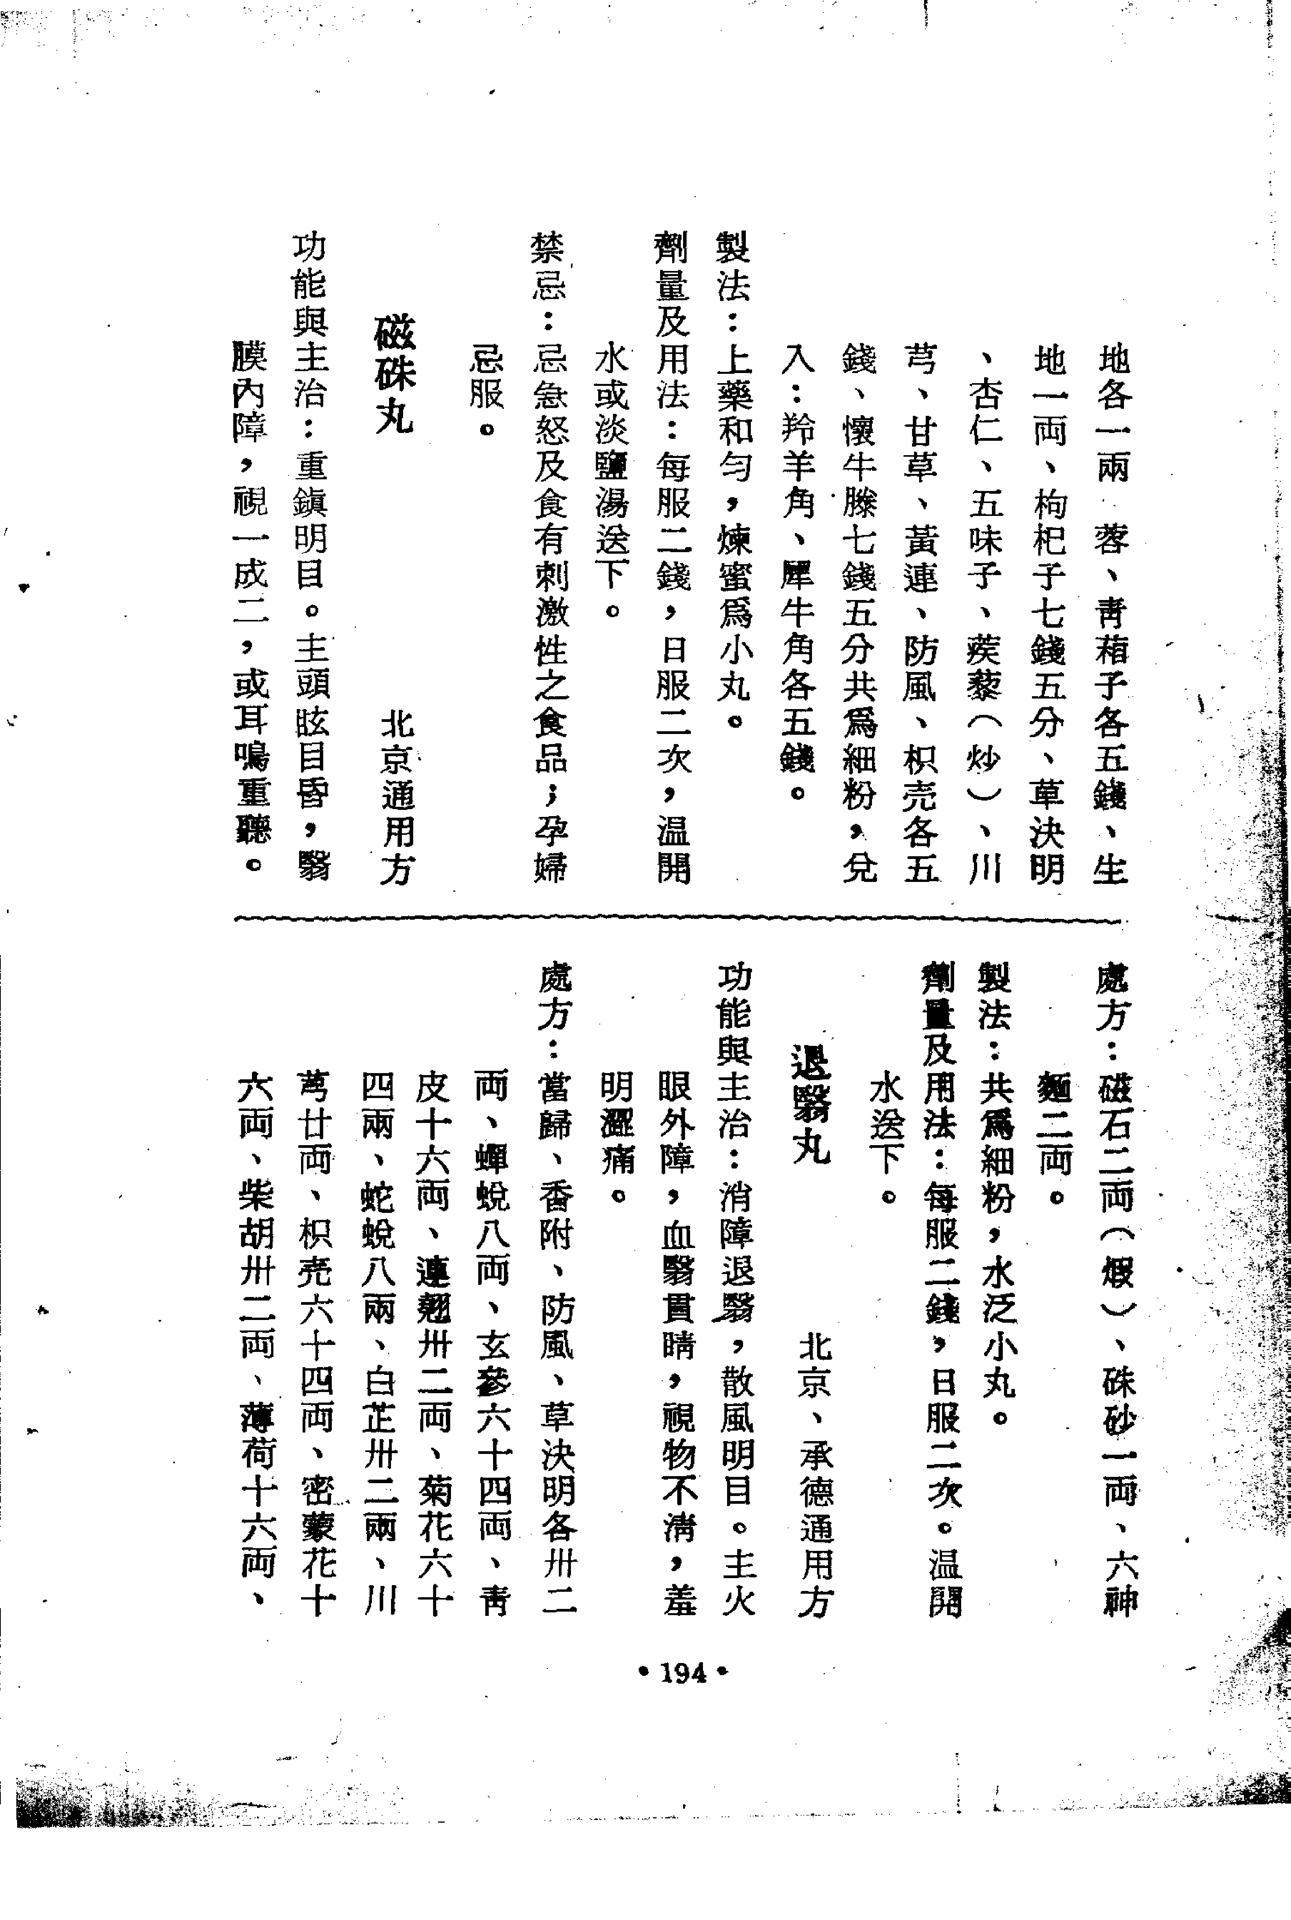 地各一兩　蓉、青葙子各五錢、生
地一両、枸杞子七錢五分、草決明
、杏仁、五味子、蒺藜（炒）、川
芎、甘草、黃連、防風、枳壳各五
錢、懷牛膝七錢五分共爲細粉，兌
入：羚羊角、犀牛角各五錢。
製法：上藥和勻，煉蜜爲小丸。
劑量及用法：每服二錢，日服二次，温開
水或淡鹽湯送下。
禁忌：忌急怒及食有刺激性之食品；孕婦
忌服。
磁硃丸　　北京通用方
功能與主治：重鎭明目。主頭眩目昏，翳
膜內障，視一成二，或耳鳴重聽。
處方：磁石二両（煅）、硃砂一両、六神
麯二両。
製法：共爲細粉，水泛小丸。
劑量及用法：每服二錢，日服二次。温開
水送下。
退翳丸　　北京、承德通用方
功能與主治：消障退翳，散風明目。主火
眼外障，血翳貫睛，視物不清，羞
明澀痛。
處方：當歸、香附、防風、草決明各卅二
両、蟬蛻八両、玄參六十四両、靑
皮十六両、連翹卅二両、菊花六十
四兩、蛇蛻八兩、白芷卅二兩、川
芎廿両、枳壳六十四両、密蒙花十
六両、柴胡卅二両、薄荷十六両、
• 194 •